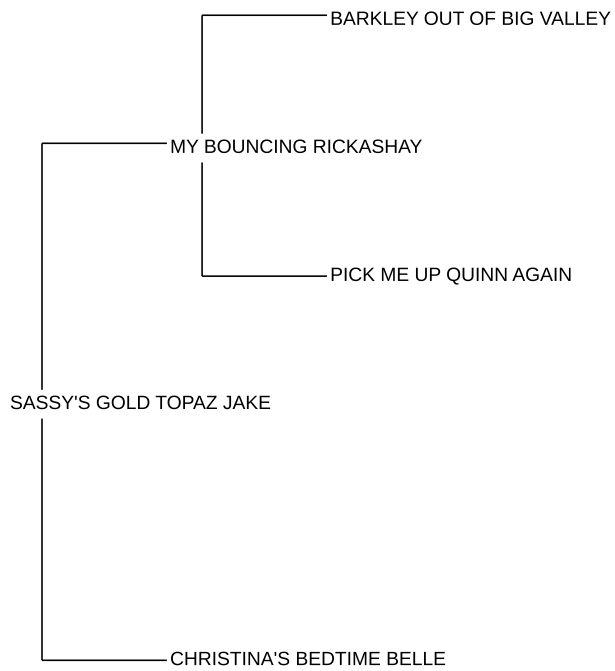 BARKLEY OUT OF BIG VALLEY
MY BOUNCING RICKASHAY
PICK ME UP QUINN AGAIN
SASSY'S GOLD TOPAZ JAKE
CHRISTINA'S BEDTIME BELLE